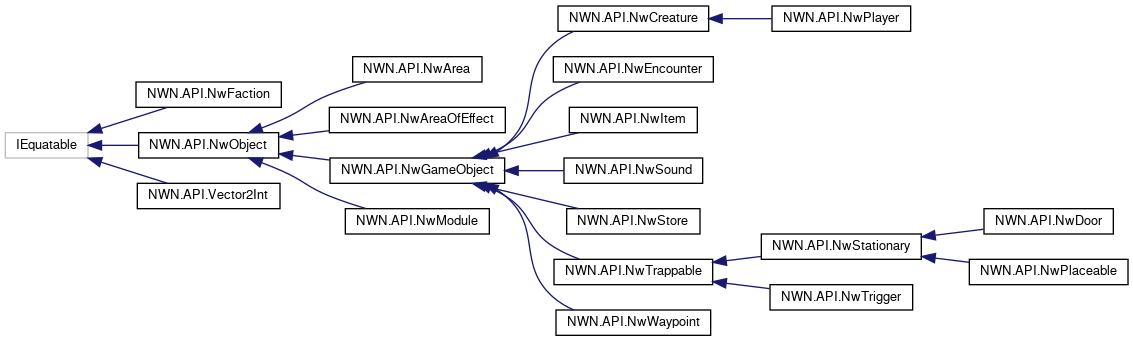 NWN.API.NwCreature
NWN.API.NwPlayer
NWN.API.NwArea
NWN.API.NwEncounter
NWN.API.NwFaction
NWN.API.NwAreaOfEffect
NWN.API.NwItem
IEquatable
NWN.API.NwObject
NWN.API.NwGameObject
NWN.API.NwSound
NWN.API.Vector2Int
NWN.API.NwModule
NWN.API.NwStore
NWN.API.NwDoor
NWN.API.NwStationary
NWN.API.NwTrappable
NWN.API.NwPlaceable
NWN.API.NwTrigger
NWN.API.NwWaypoint